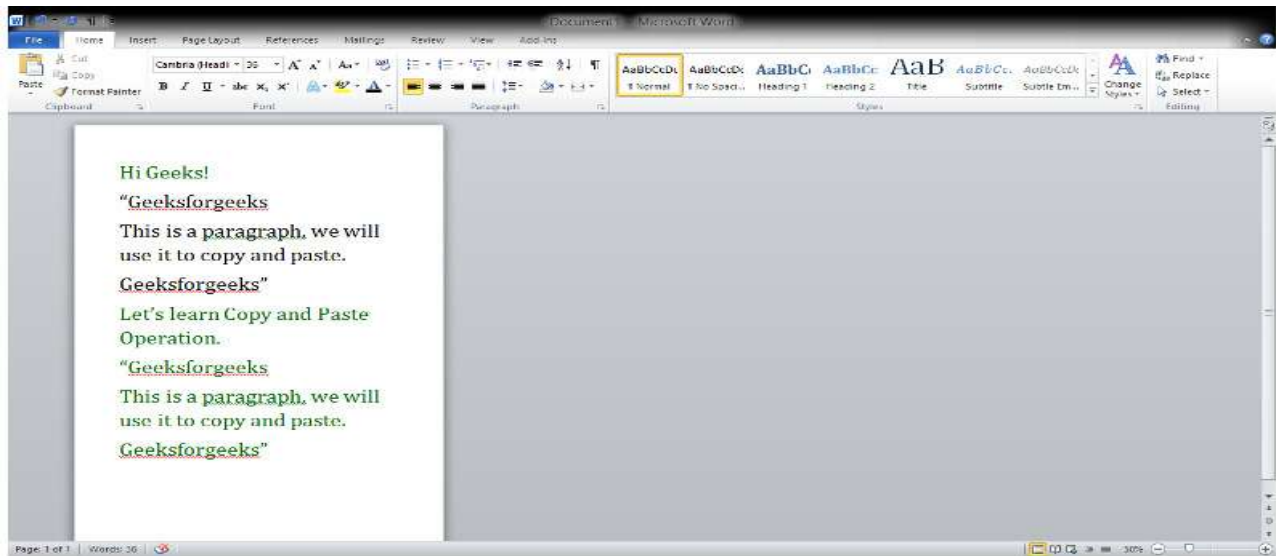 Document1 - Microsoft Word
File Home Insert Page Layout References Mailings Review View Add-Ins
Cut
Copy
Format Painter
Paste
Cambria (Headi 36
Clipboard Font Paragraph Styles Editing
AaBbCcDc AaBbCcDc AaBbC AaBbCc AaB AaBbCc. AaBbCcDc
¶ Normal ¶ No Spaci... Heading 1 Heading 2 Title Subtitle Subtle Em...
Change Styles
Find
Replace
Select
Hi Geeks!
“Geeksforgeeks
This is a paragraph, we will
use it to copy and paste.
Geeksforgeeks”
Let’s learn Copy and Paste
Operation.
“Geeksforgeeks
This is a paragraph, we will
use it to copy and paste.
Geeksforgeeks”
Page: 1 of 1 Words: 36 50%